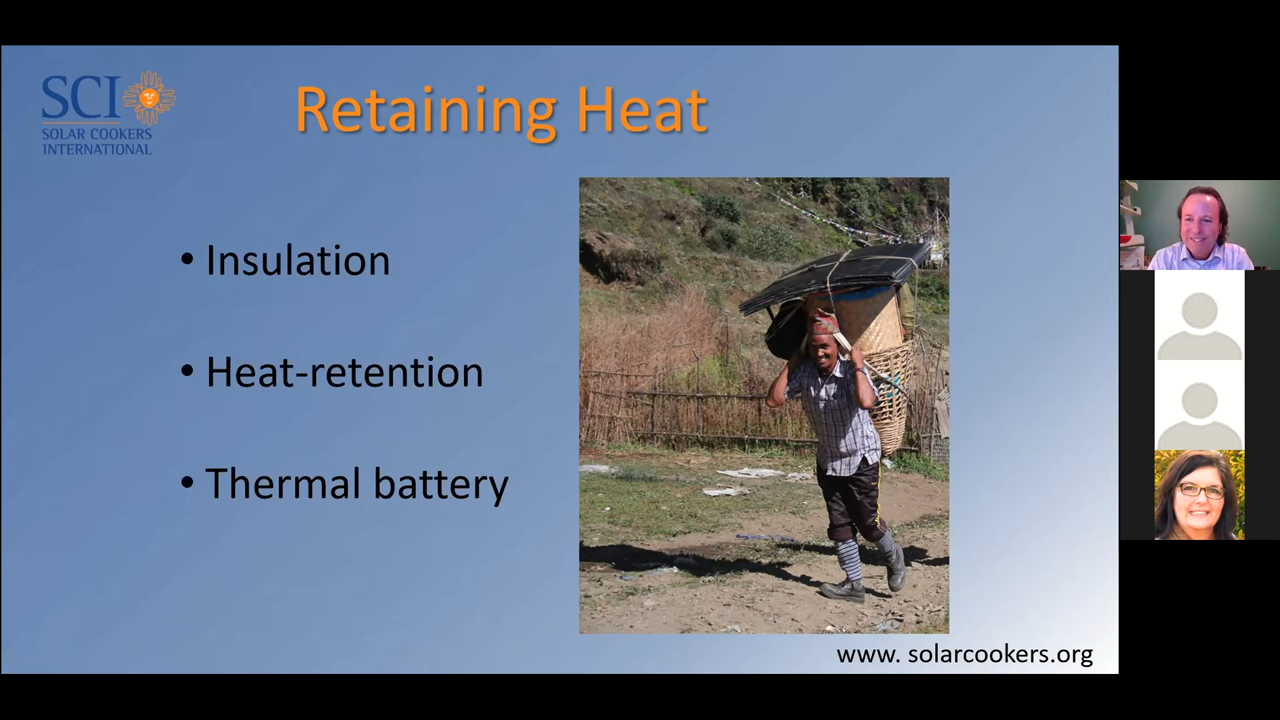 SCI
SOLAR COOKERS
INTERNATIONAL
Retaining Heat
• Insulation
• Heat-retention
• Thermal battery
www. solarcookers.org